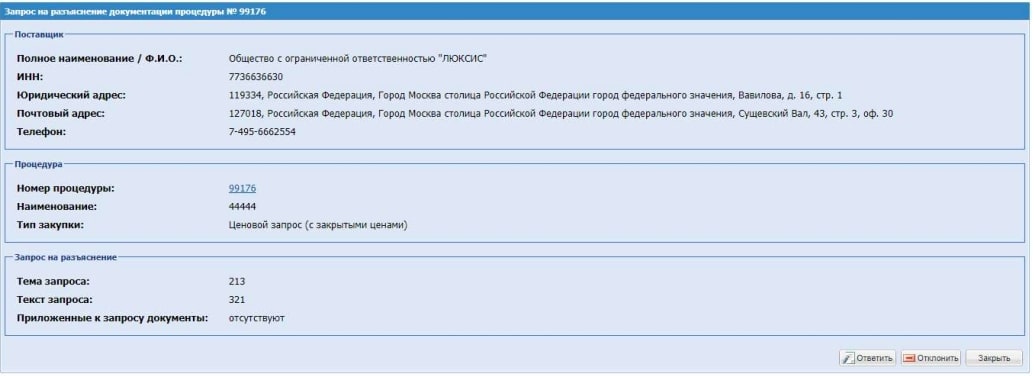 Запрос на разъяснение документации процедуры № 99176
Поставщик
Полное наименование / Ф.И.О.: Общество с ограниченной ответственностью "ЛЮКСИС"
ИНН: 7736636630
Юридический адрес: 119334, Российская Федерация, Город Москва столица Российской Федерации город федерального значения, Вавилова, д. 16, стр. 1
Почтовый адрес: 127018, Российская Федерация, Город Москва столица Российской Федерации город федерального значения, Сущевский Вал, 43, стр. 3, оф. 30
Телефон: 7-495-6662554
Процедура
Номер процедуры: 99176
Наименование: 44444
Тип закупки: Ценовой запрос (с закрытыми ценами)
Запрос на разъяснение
Тема запроса: 213
Текст запроса: 321
Приложенные к запросу документы: отсутствуют
Ответить Отклонить Закрыть